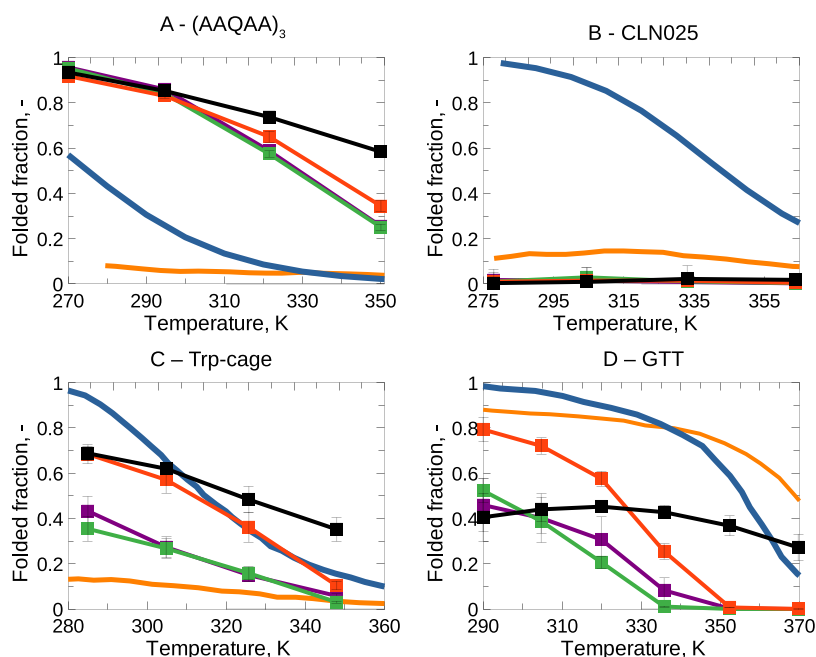 A - (AAQAA)3
Folded fraction, -
1
0.8
0.6
0.4
0.2
0
270 290 310 330 350
Temperature, K
B - CLN025
Folded fraction, -
1
0.8
0.6
0.4
0.2
0
275 295 315 335 355
Temperature, K
C – Trp-cage
Folded fraction, -
1
0.8
0.6
0.4
0.2
0
280 300 320 340 360
Temperature, K
D – GTT
Folded fraction, -
1
0.8
0.6
0.4
0.2
0
290 310 330 350 370
Temperature, K